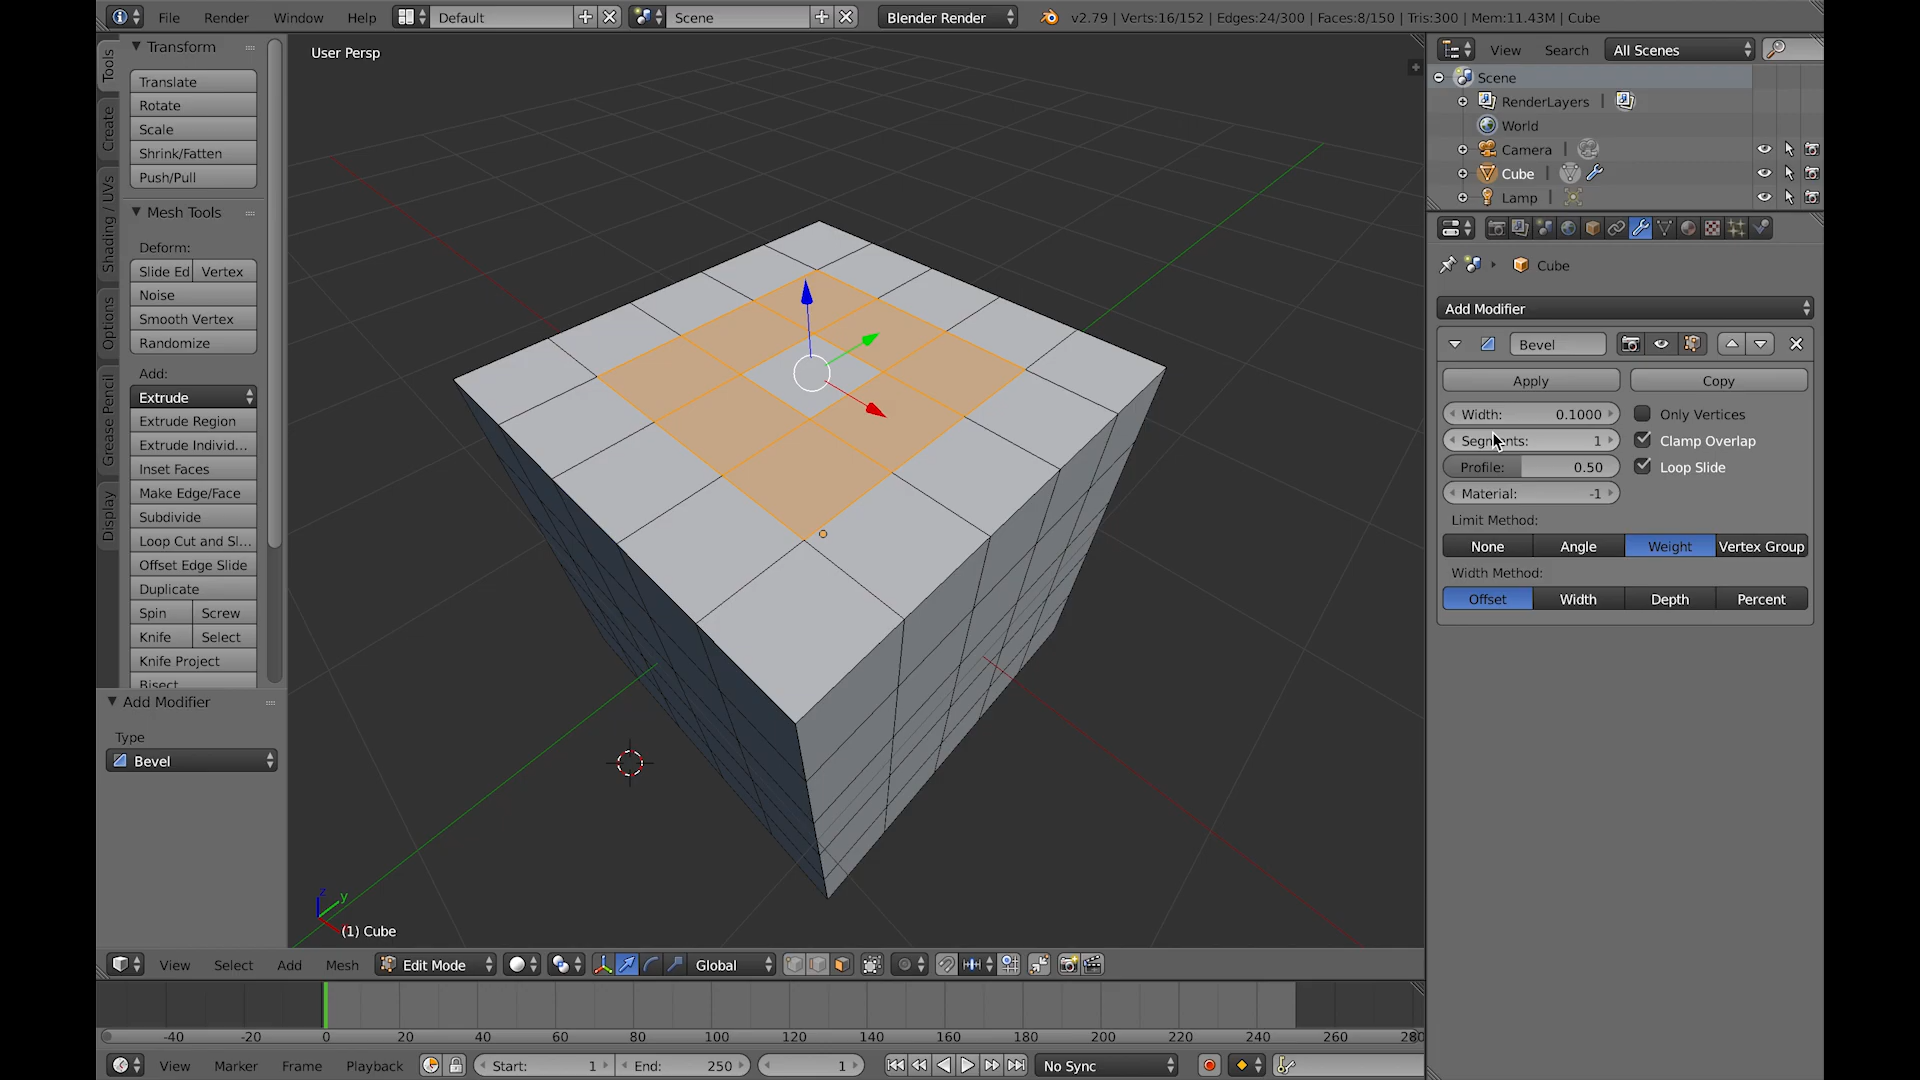 File Render Window Help Default Scene Blender Render v2.79 | Verts:16/152 | Edges:24/300 | Faces:8/150 | Tris:300 | Mem:11.43M | Cube
Tools
Create
Shading / UVs
Options
Grease Pencil
Display
Transform
Translate
Rotate
Scale
Shrink/Fatten
Push/Pull
Mesh Tools
Deform:
Slide Ed Vertex
Noise
Smooth Vertex
Randomize
Add:
Extrude
Extrude Region
Extrude Individ...
Inset Faces
Make Edge/Face
Subdivide
Loop Cut and Sl...
Offset Edge Slide
Duplicate
Spin Screw
Knife Select
Knife Project
Bisect
Add Modifier
Type
Bevel
User Persp
z
y
(1) Cube
View Select Add Mesh Edit Mode Global
-40 -20 0 20 40 60 80 100 120 140 160 180 200 220 240 260 280
View Marker Frame Playback Start: 1 End: 250 1 No Sync
View Search All Scenes
Scene
RenderLayers |
World
Camera |
Cube |
Lamp |
Cube
Add Modifier
Bevel
Apply Copy
Width: 0.1000 Only Vertices
Segments: 1 Clamp Overlap
Profile: 0.50 Loop Slide
Material: -1
Limit Method:
None Angle Weight Vertex Group
Width Method:
Offset Width Depth Percent